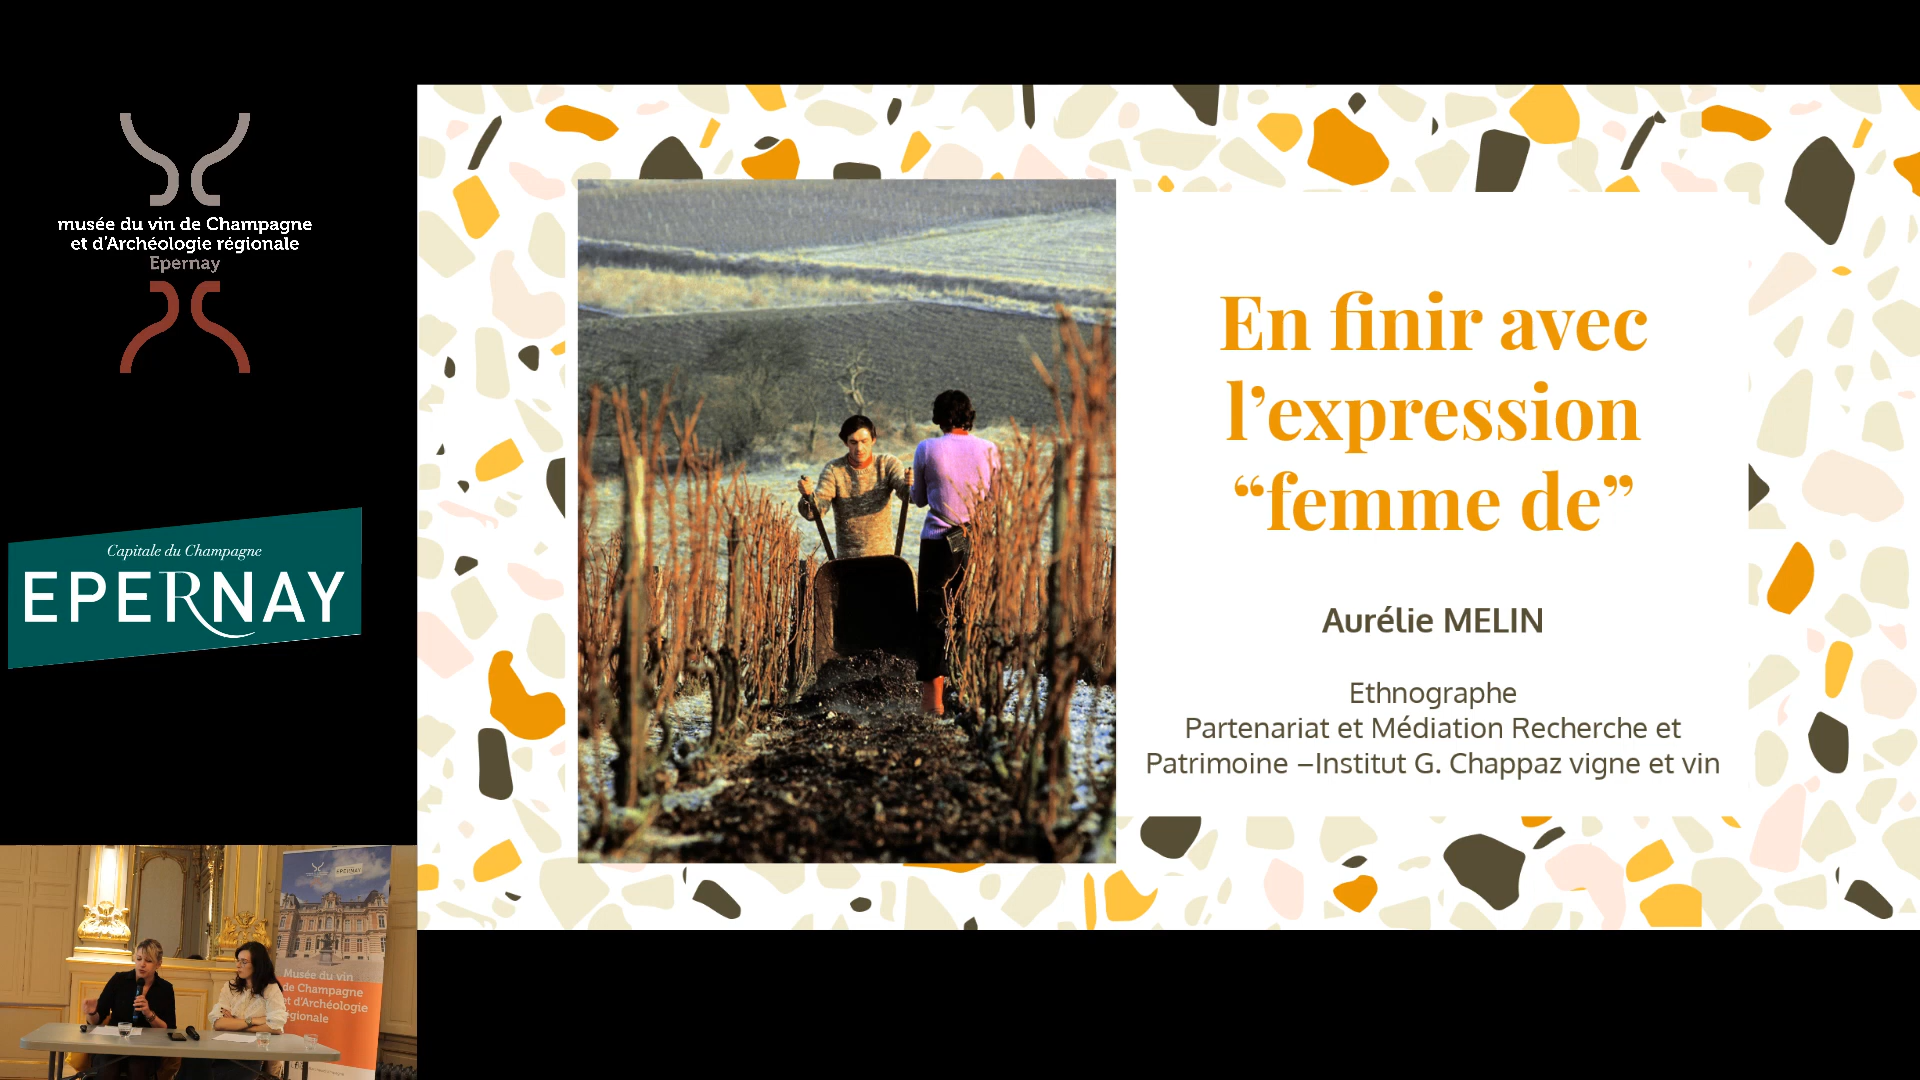 musée du vin de Champagne
et d'Archéologie régionale
Epernay
Capitale du Champagne
EPERNAY
En finir avec
l’expression
“femme de”
Aurélie MELIN
Ethnographe
Partenariat et Médiation Recherche et
Patrimoine –Institut G. Chappaz vigne et vin
EPERNAY
Musée du vin
de Champagne
et d'Archéologie
régionale